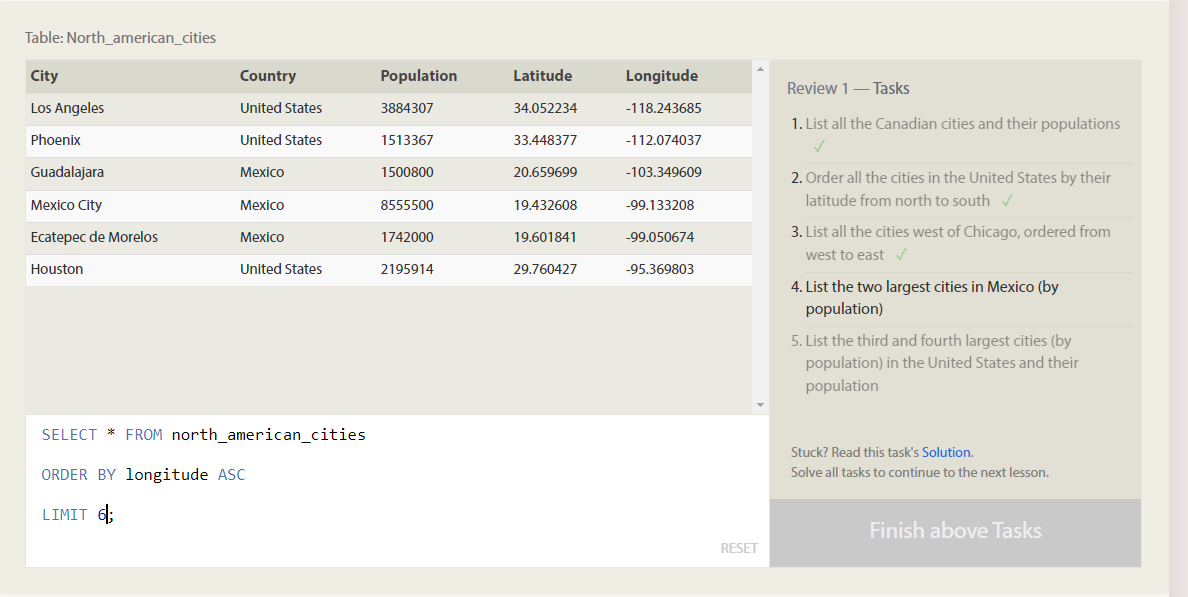 Table: North_american_cities
City Country Population Latitude Longitude
Los Angeles United States 3884307 34.052234 -118.243685
Phoenix United States 1513367 33.448377 -112.074037
Guadalajara Mexico 1500800 20.659699 -103.349609
Mexico City Mexico 8555500 19.432608 -99.133208
Ecatepec de Morelos Mexico 1742000 19.601841 -99.050674
Houston United States 2195914 29.760427 -95.369803
SELECT * FROM north_american_cities
ORDER BY longitude ASC
LIMIT 6;
RESET
Review 1 — Tasks
1. List all the Canadian cities and their populations
✓
2. Order all the cities in the United States by their
latitude from north to south ✓
3. List all the cities west of Chicago, ordered from
west to east ✓
4. List the two largest cities in Mexico (by
population)
5. List the third and fourth largest cities (by
population) in the United States and their
population
Stuck? Read this task's Solution.
Solve all tasks to continue to the next lesson.
Finish above Tasks